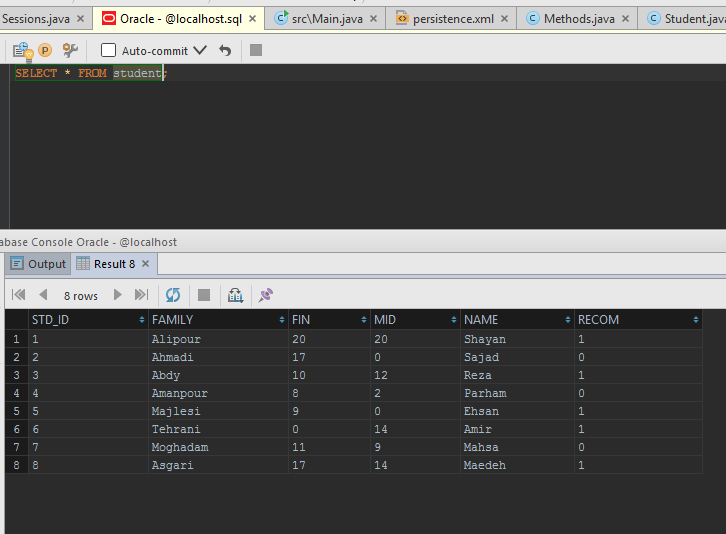 Sessions.java Oracle - @localhost.sql src\Main.java persistence.xml Methods.java Student.java
P Auto-commit
SELECT * FROM student;
abase Console Oracle - @localhost
Output Result 8
8 rows
STD_ID FAMILY FIN MID NAME RECOM
1 1 Alipour 20 20 Shayan 1
2 2 Ahmadi 17 0 Sajad 0
3 3 Abdy 10 12 Reza 1
4 4 Amanpour 8 2 Parham 0
5 5 Majlesi 9 0 Ehsan 1
6 6 Tehrani 0 14 Amir 1
7 7 Moghadam 11 9 Mahsa 0
8 8 Asgari 17 14 Maedeh 1